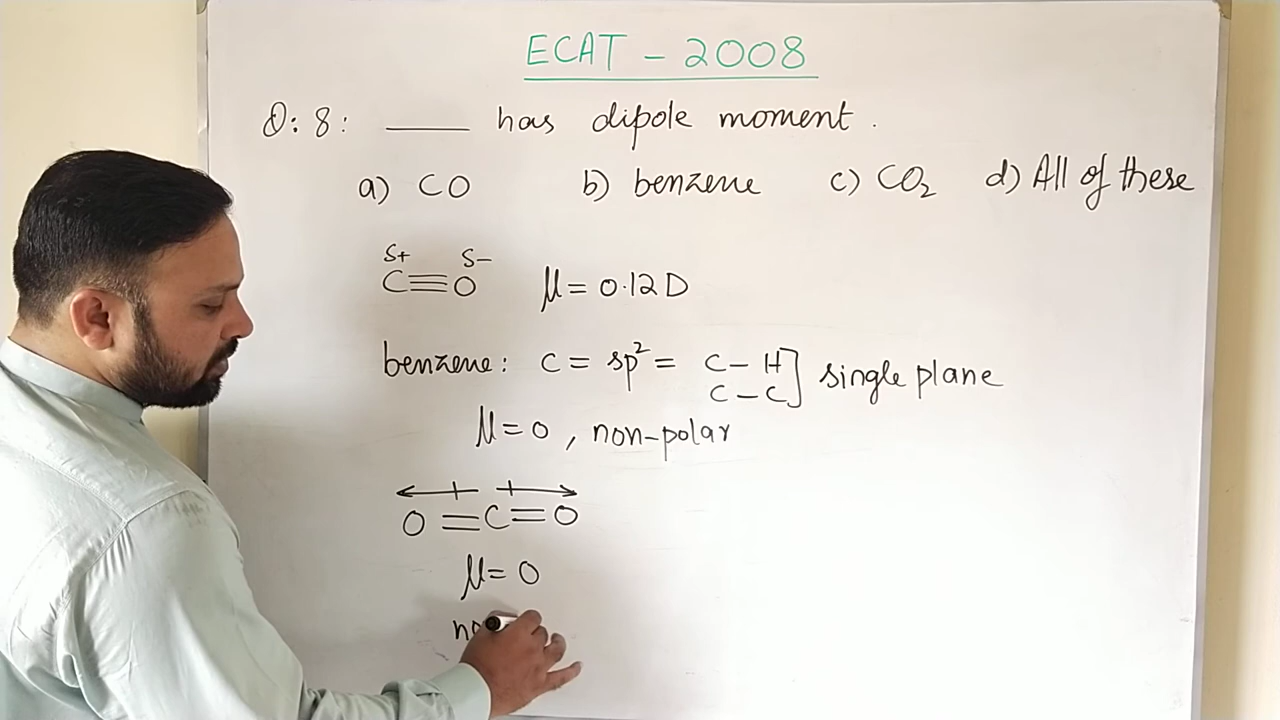 ECAT - 2008
Q: 8: ____ has dipole moment.
a) CO b) benzene c) CO₂ d) All of these
S+ S-
C≡O μ = 0.12 D
benzene: C = sp² = C - H] single plane
C - C
μ = 0, non-polar
O = C = O
μ = 0